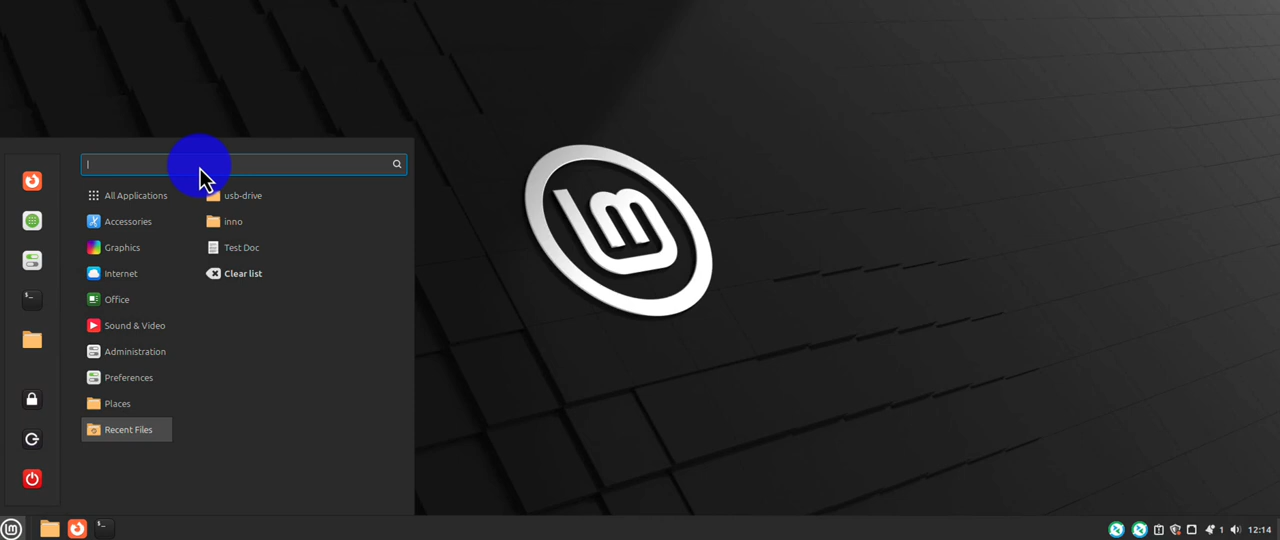 All Applications
Accessories
Graphics
Internet
Office
Sound & Video
Administration
Preferences
Places
Recent Files
usb-drive
inno
Test Doc
Clear list
lm
1
12:14